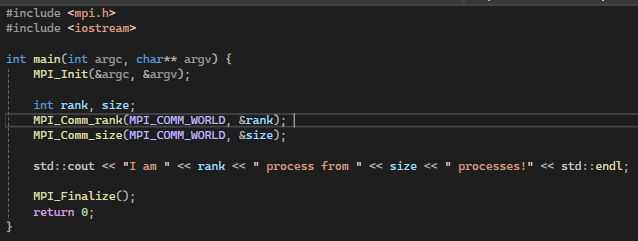 #include <mpi.h>
#include <iostream>
int main(int argc, char** argv) {
MPI_Init(&argc, &argv);
int rank, size;
MPI_Comm_rank(MPI_COMM_WORLD, &rank);
MPI_Comm_size(MPI_COMM_WORLD, &size);
std::cout << "I am " << rank << " process from " << size << " processes!" << std::endl;
MPI_Finalize();
return 0;
}